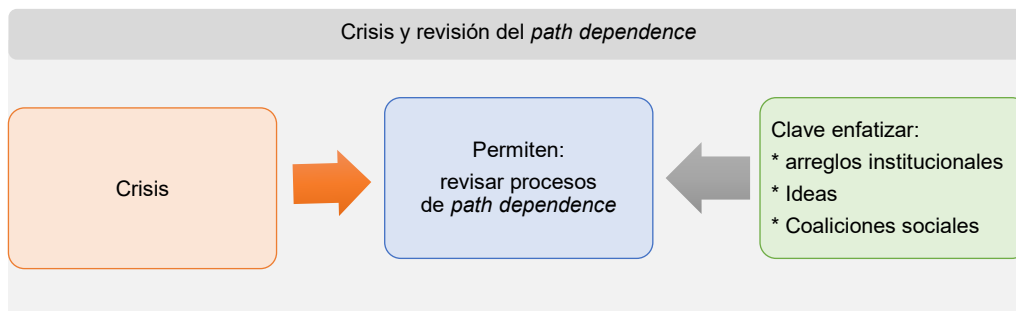 Crisis y revisión del path dependence
Crisis
Permiten:
revisar procesos
de path dependence
Clave enfatizar:
* arreglos institucionales
* Ideas
* Coaliciones sociales